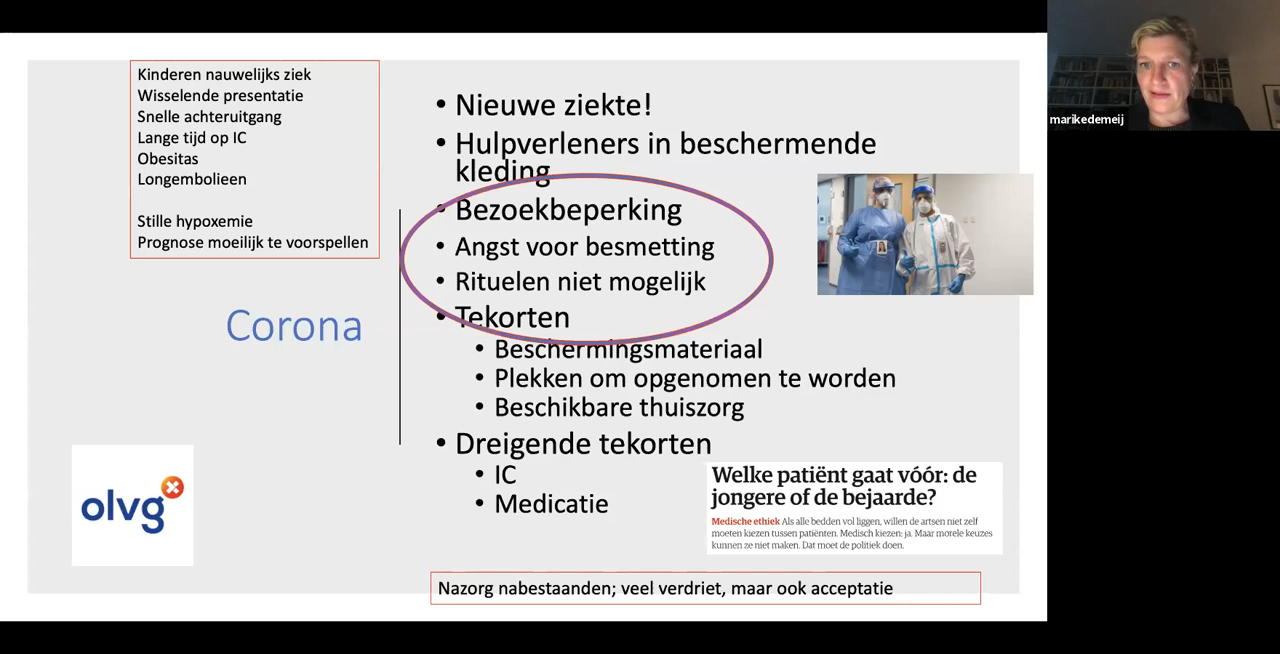 Kinderen nauwelijks ziek
Wisselende presentatie
Snelle achteruitgang
Lange tijd op IC
Obesitas
Longembolieen
Stille hypoxemie
Prognose moeilijk te voorspellen
Corona
olvg
• Nieuwe ziekte!
• Hulpverleners in beschermende
kleding
• Bezoekbeperking
• Angst voor besmetting
• Rituelen niet mogelijk
• Tekorten
• Beschermingsmateriaal
• Plekken om opgenomen te worden
• Beschikbare thuiszorg
• Dreigende tekorten
• IC
• Medicatie
Welke patiënt gaat vóór: de
jongere of de bejaarde?
Medische ethiek Als alle bedden vol liggen, willen de artsen niet zelf
moeten kiezen tussen patiënten. Medisch kiezen: ja. Maar morele keuzes
kunnen ze niet maken. Dat moet de politiek doen.
Nazorg nabestaanden; veel verdriet, maar ook acceptatie
marikedemeij